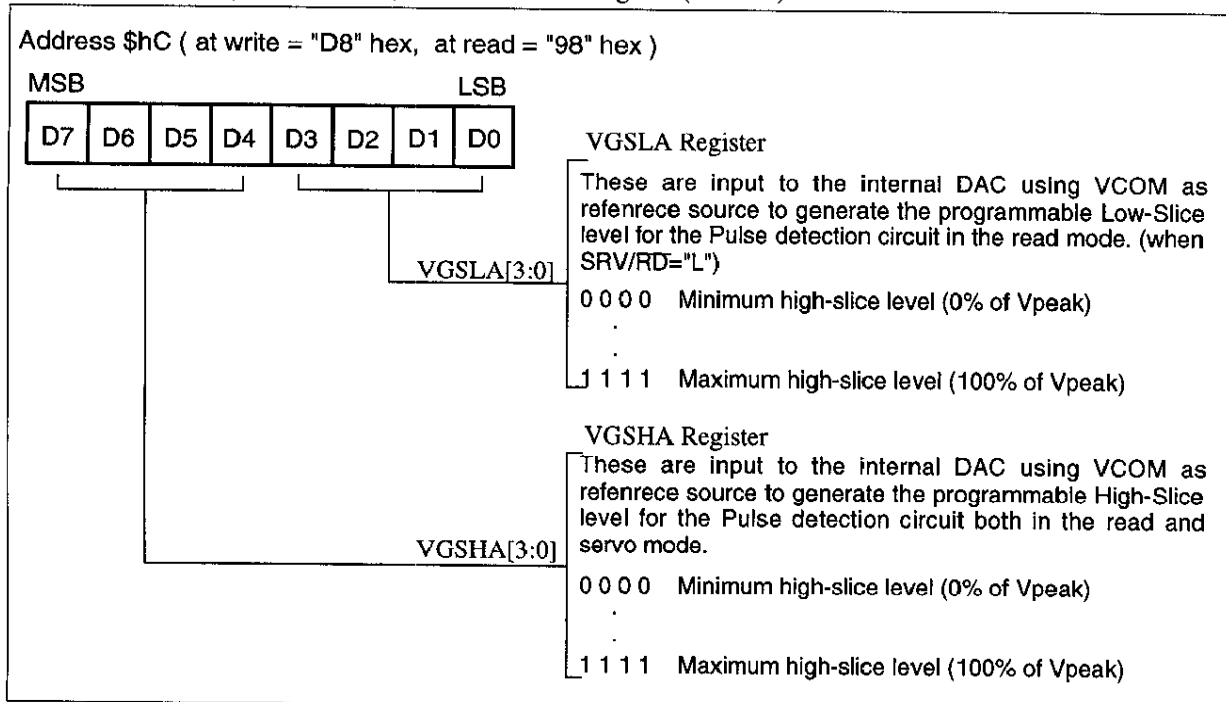 Address $hC ( at write = "D8" hex, at read = "98" hex )
MSB LSB
D7 D6 D5 D4 D3 D2 D1 D0
VGSLA Register
These are input to the internal DAC using VCOM as
refenrece source to generate the programmable Low-Slice
level for the Pulse detection circuit in the read mode. (when
SRV/RD="L")
VGSLA[3:0]
0 0 0 0 Minimum high-slice level (0% of Vpeak)
.
.
1 1 1 1 Maximum high-slice level (100% of Vpeak)
VGSHA Register
These are input to the internal DAC using VCOM as
refenrece source to generate the programmable High-Slice
level for the Pulse detection circuit both in the read and
servo mode.
VGSHA[3:0]
0 0 0 0 Minimum high-slice level (0% of Vpeak)
.
.
1 1 1 1 Maximum high-slice level (100% of Vpeak)